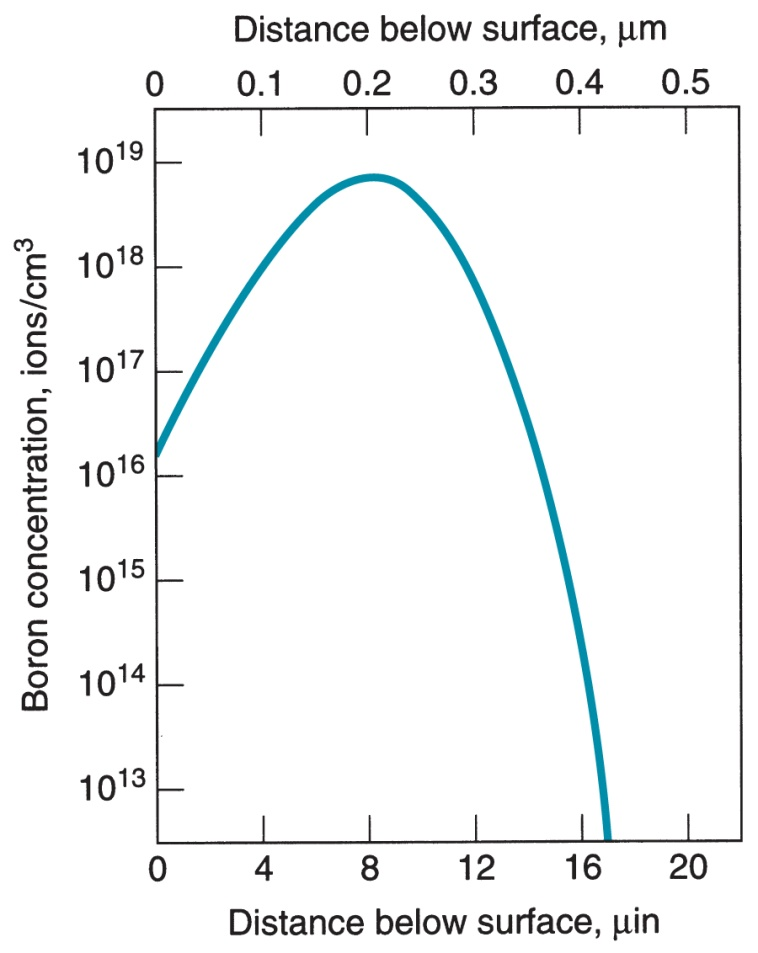 Distance below surface, μm
0 0.1 0.2 0.3 0.4 0.5
10¹⁹
10¹⁸
10¹⁷
10¹⁶
10¹⁵
10¹⁴
10¹³
Boron concentration, ions/cm³
0 4 8 12 16 20
Distance below surface, μin